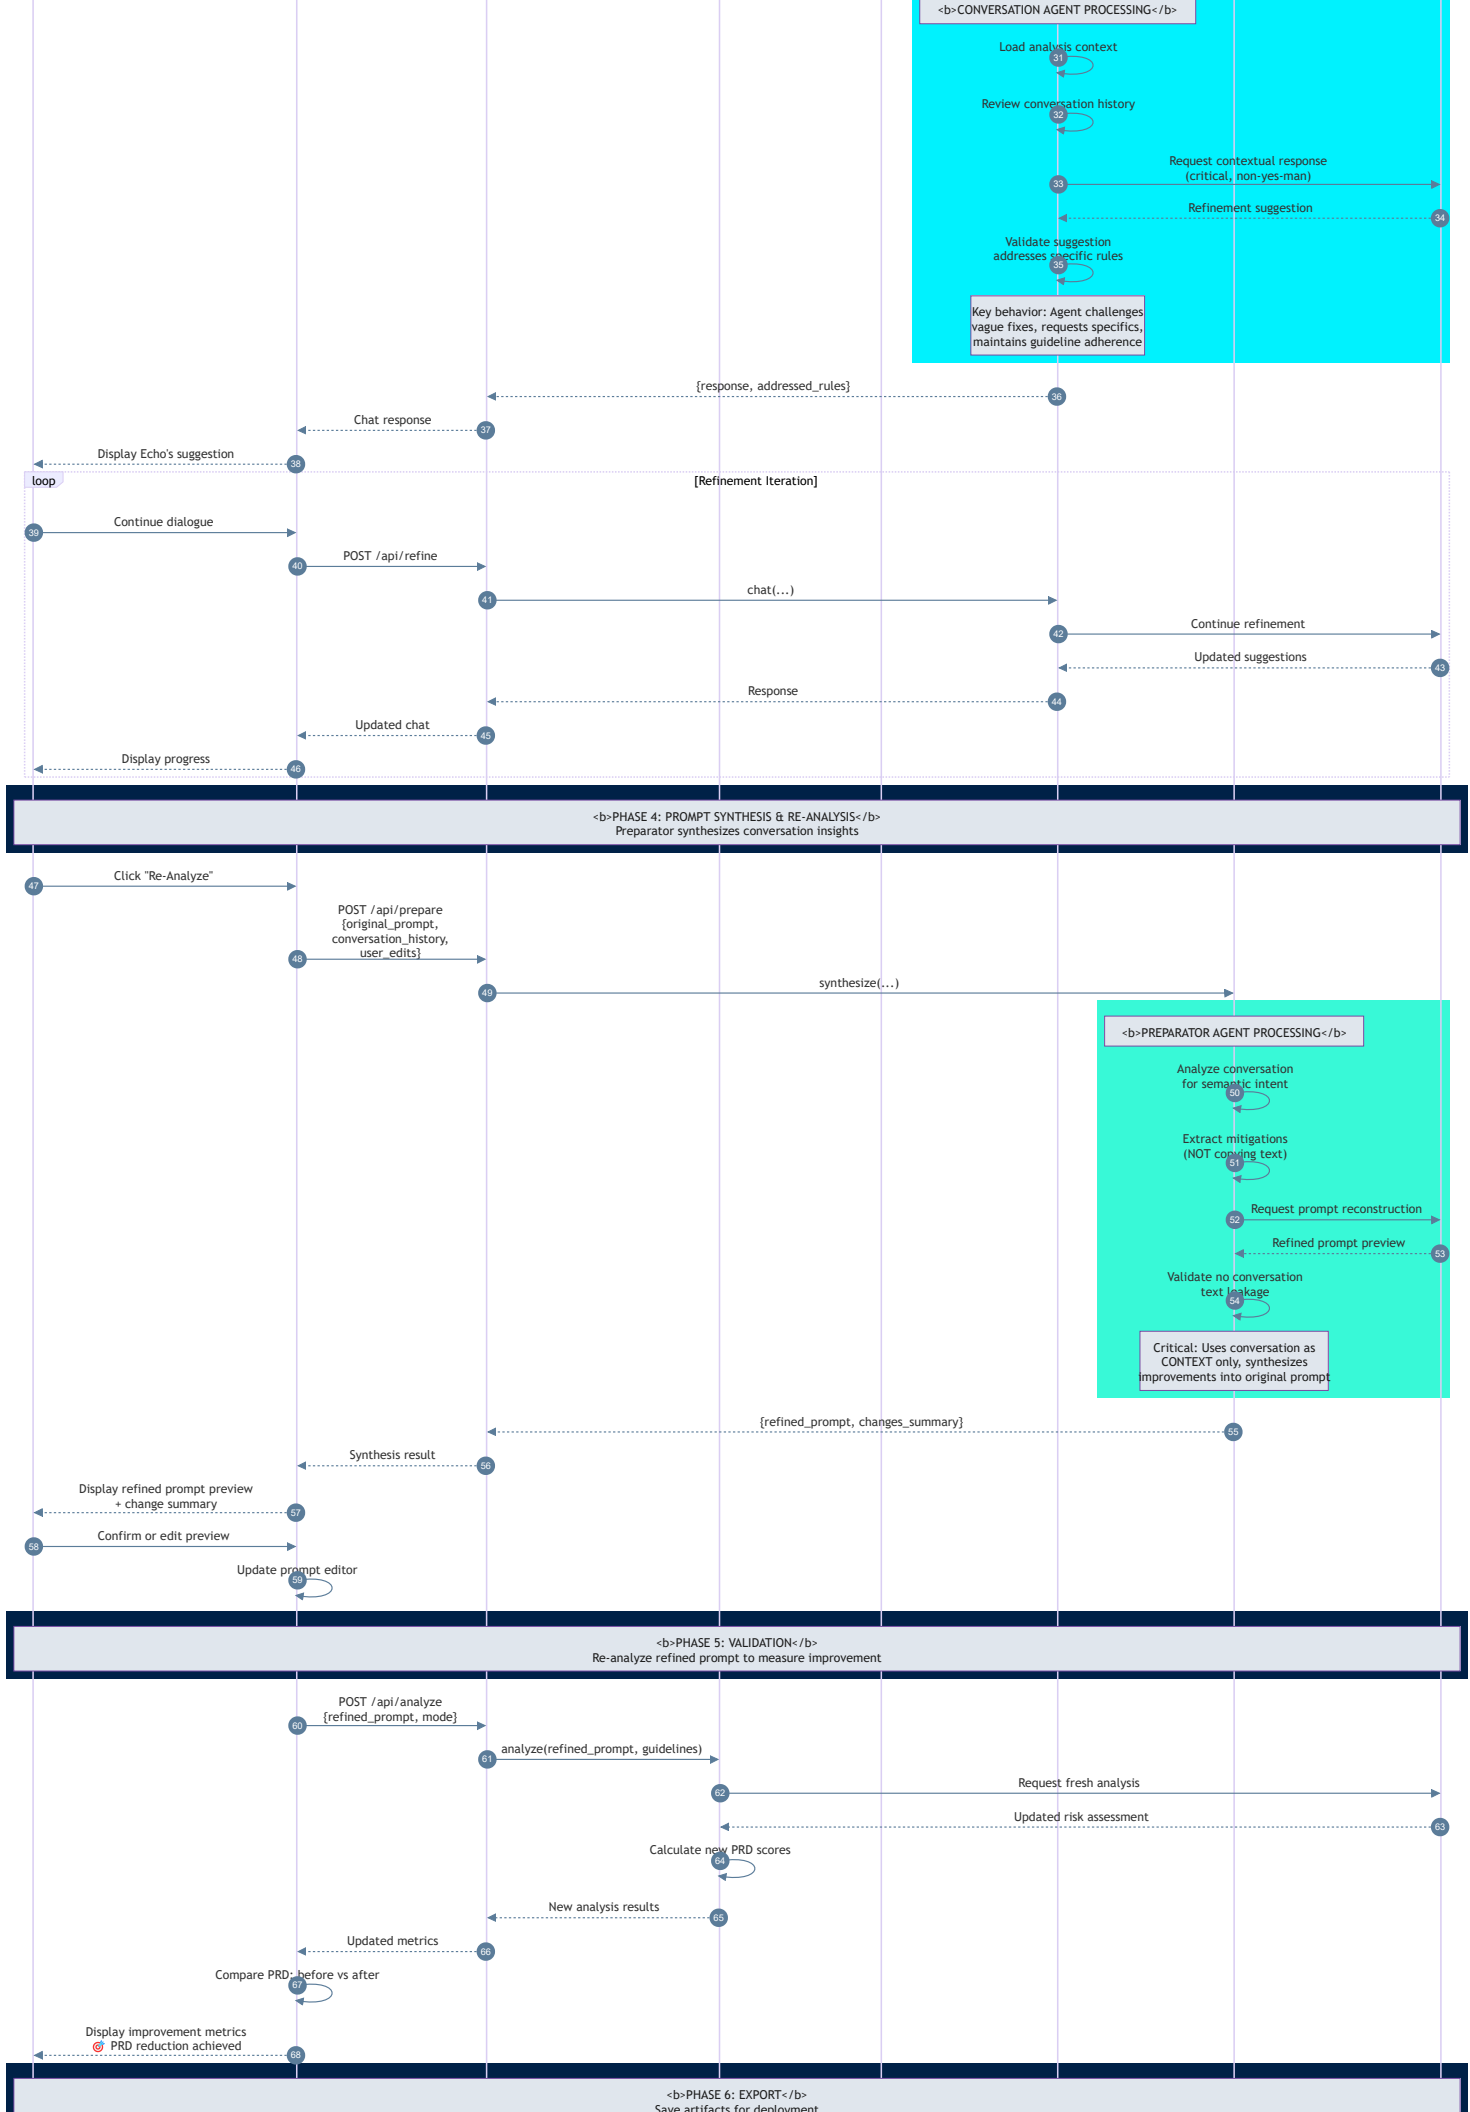 <b>CONVERSATION AGENT PROCESSING</b>
Load analysis context
31
Review conversation history
32
Request contextual response
(critical, non-yes-man)
33
Refinement suggestion
34
Validate suggestion
addresses specific rules
35
Key behavior: Agent challenges
vague fixes, requests specifics,
maintains guideline adherence
{response, addressed_rules}
36
Chat response
37
Display Echo's suggestion
38
loop
[Refinement Iteration]
Continue dialogue
39
POST /api/refine
40
chat(...)
41
Continue refinement
42
Updated suggestions
43
Response
44
Updated chat
45
Display progress
46
<b>PHASE 4: PROMPT SYNTHESIS & RE-ANALYSIS</b>
Preparator synthesizes conversation insights
Click "Re-Analyze"
47
POST /api/prepare
{original_prompt,
conversation_history,
user_edits}
48
synthesize(...)
49
<b>PREPARATOR AGENT PROCESSING</b>
Analyze conversation
for semantic intent
50
Extract mitigations
(NOT copying text)
51
Request prompt reconstruction
52
Refined prompt preview
53
Validate no conversation
text leakage
54
Critical: Uses conversation as
CONTEXT only, synthesizes
improvements into original prompt
{refined_prompt, changes_summary}
55
Synthesis result
56
Display refined prompt preview
+ change summary
57
Confirm or edit preview
58
Update prompt editor
59
<b>PHASE 5: VALIDATION</b>
Re-analyze refined prompt to measure improvement
POST /api/analyze
{refined_prompt, mode}
60
analyze(refined_prompt, guidelines)
61
Request fresh analysis
62
Updated risk assessment
63
Calculate new PRD scores
64
New analysis results
65
Updated metrics
66
Compare PRD: before vs after
67
Display improvement metrics
🎯 PRD reduction achieved
68
<b>PHASE 6: EXPORT</b>
Save artifacts for deployment